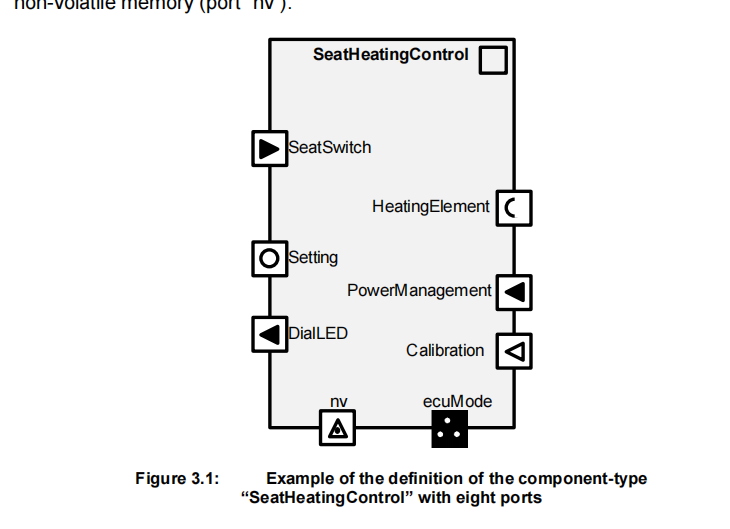 non-volatile memory (port "nv").
SeatHeatingControl
SeatSwitch
HeatingElement
Setting
PowerManagement
DialLED
Calibration
nv
ecuMode
Figure 3.1: Example of the definition of the component-type
“SeatHeatingControl” with eight ports